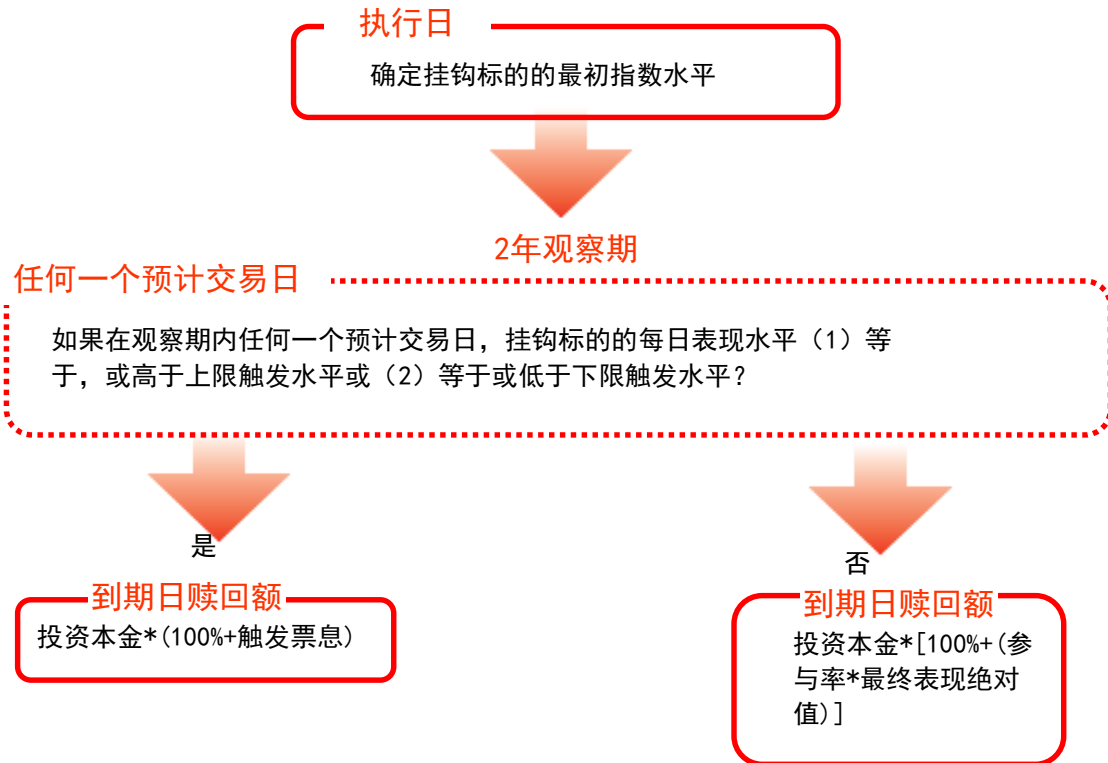 执行日
确定挂钩标的的最初指数水平
2年观察期
任何一个预计交易日
如果在观察期内任何一个预计交易日，挂钩标的的每日表现水平（1）等
于，或高于上限触发水平或（2）等于或低于下限触发水平？
是
否
到期日赎回额
投资本金*(100%+触发票息)
到期日赎回额
投资本金*[100%+(参
与率*最终表现绝对
值)]